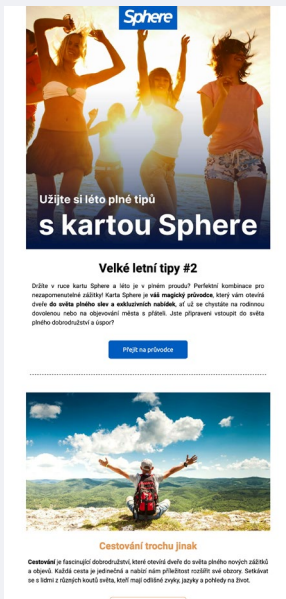 Sphere
Užijte si léto plné tipů
s kartou Sphere
Velké letní tipy #2
Držíte v ruce kartu Sphere a léto je v plném proudu? Perfektní kombinace pro
nezapomenutelné zážitky! Karta Sphere je váš magický průvodce, který vám otevírá
dveře do světa plného slev a exkluzivních nabídek, ať už se chystáte na rodinnou
dovolenou nebo na objevování města s přáteli. Jste připraveni vstoupit do světa
plného dobrodružství a úspor?
Přejít na průvodce
Cestování trochu jinak
Cestování je fascinující dobrodružství, které otevírá dveře do světa plného nových zážitků
a objevů. Každá cesta je jedinečná a nabízí nám příležitost rozšířit své obzory. Setkávat
se s lidmi z různých koutů světa, kteří mají odlišné zvyky, jazyky a pohledy na život.